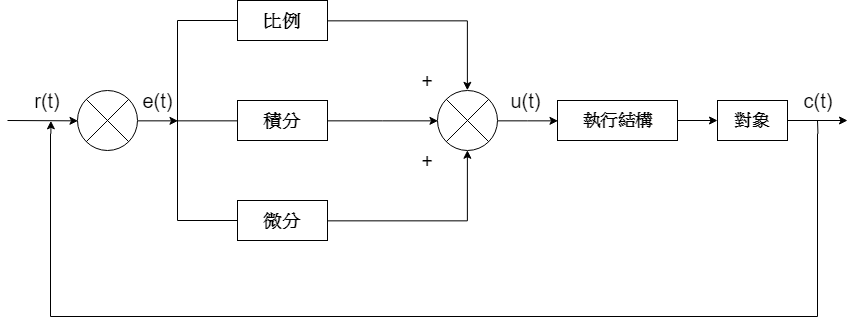 比例
r(t)
e(t)
+
積分
u(t)
執行結構
對象
c(t)
+
微分